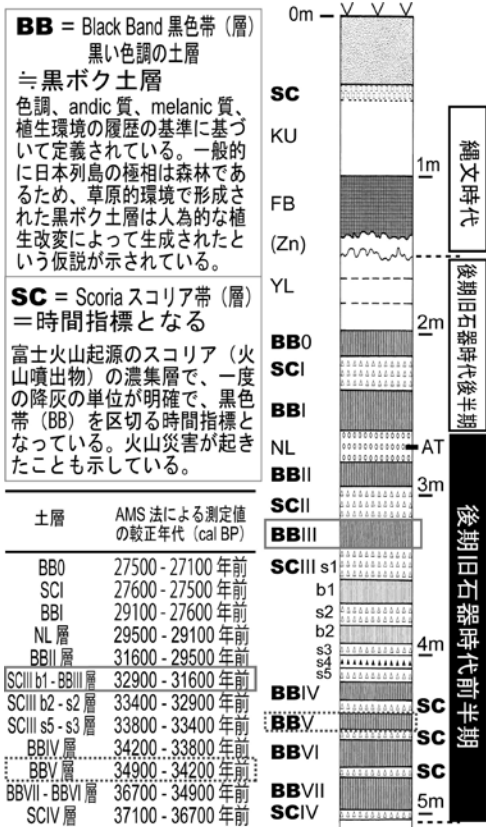 BB = Black Band 黒色帯（層）
黒い色調の土層
≒黒ボク土層
色調、andic 質、melanic 質、
植生環境の履歴の基準に基づ
いて定義されている。一般的
に日本列島の極相は森林であ
るため、草原的環境で形成さ
れた黒ボク土層は人為的な植
生改変によって生成されたと
いう仮説が示されている。
SC = Scoria スコリア帯（層）
＝時間指標となる
富士火山起源のスコリア（火
山噴出物）の濃集層で、一度
の降灰の単位が明確で、黒色
帯（BB）を区切る時間指標と
なっている。火山災害が起き
たことも示している。
土層 AMS 法による測定値
の較正年代（cal BP）
BB0 27500 - 27100 年前
SCI 27600 - 27500 年前
BBI 29100 - 27600 年前
NL 層 29500 - 29100 年前
BBII 層 31600 - 29500 年前
SCIII b1 - BBIII 層 32900 - 31600 年前
SCIII b2 - s2 層 33400 - 32900 年前
SCIII s5 - s3 層 33800 - 33400 年前
BBIV 層 34200 - 33800 年前
BBV 層 34900 - 34200 年前
BBVII - BBVI 層 36700 - 34900 年前
SCIV 層 37100 - 36700 年前
0m
SC
KU
1m
FB
(Zn)
YL
2m
BB0
SCI
BBI
NL
AT
BBII
3m
SCII
BBIII
SCIII s1
b1
s2
b2
s3
4m
s4
s5
BBIV
SC
BBV
SC
BBVI
SC
BBVII
5m
SCIV
縄文時代
後期旧石器時代後半期
後期旧石器時代前半期